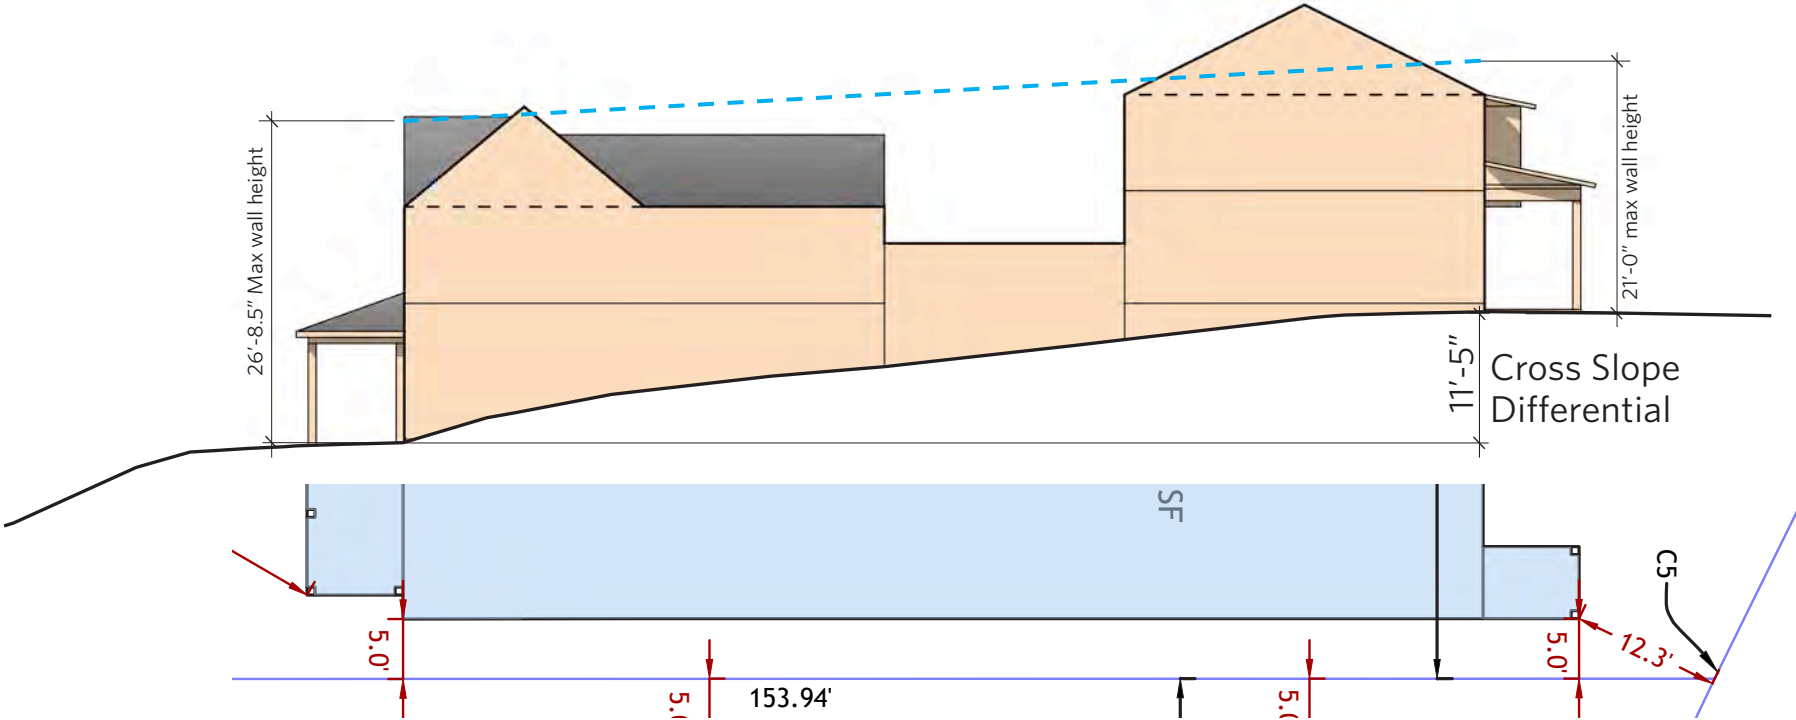 26'-8.5" Max wall height
21'-0" max wall height
11'-5"
Cross Slope
Differential
SF
C5
5.0'
5.0'
12.3'
153.94'